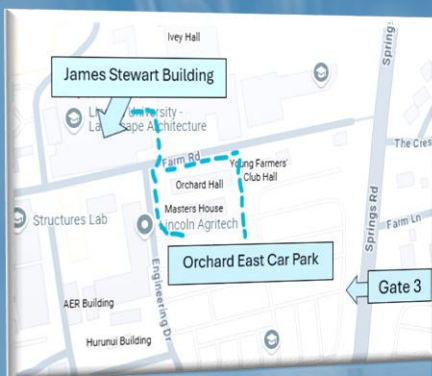 Ivey Hall
Springs
James Stewart Building
University -
Landscape Architecture
The Cres
Farm Rd
Young Farmers'
Club Hall
Orchard Hall
Structures Lab
Masters House
Lincoln Agritech
Springs Rd
Farm Ln
Orchard East Car Park
Engineering Dr
Gate 3
AER Building
Hurunui Building